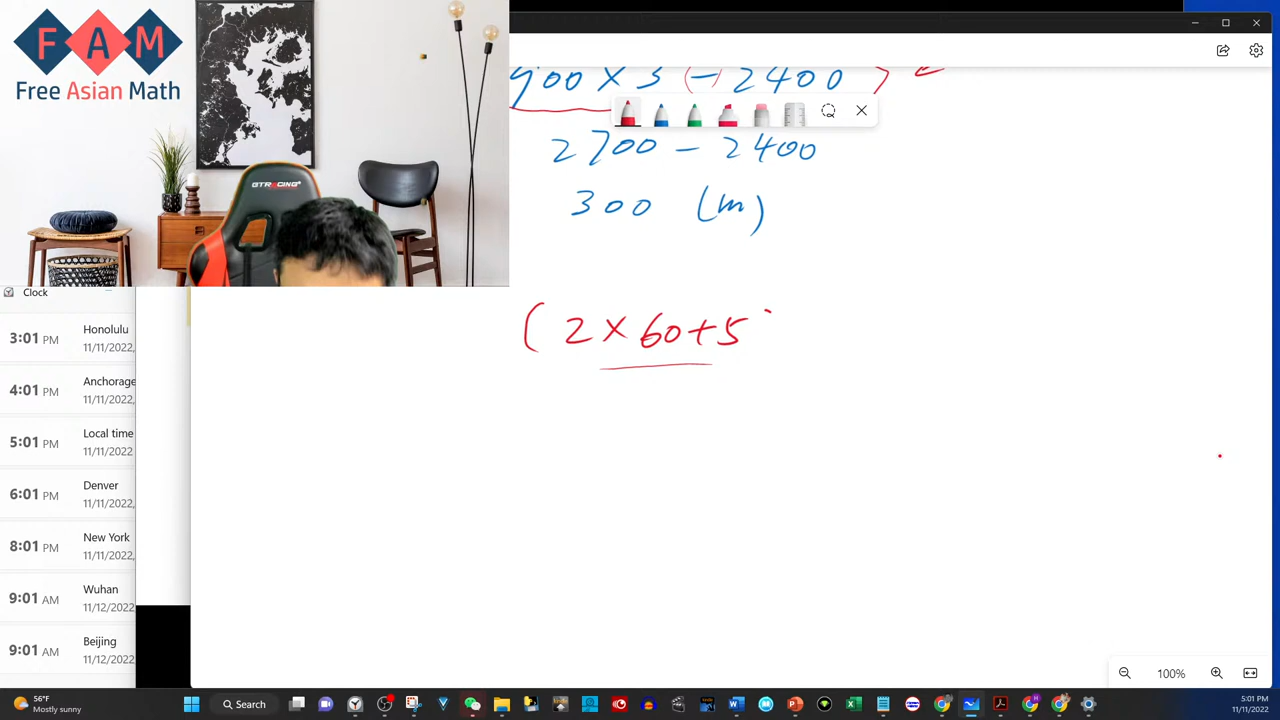 FAM
Free Asian Math
GTRACING
900 × 3 (− 2400 )
2700 − 2400
300 (m)
( 2 × 60 + 5
Clock
3:01 PM Honolulu
11/11/2022,
4:01 PM Anchorage
11/11/2022,
5:01 PM Local time
11/11/2022,
6:01 PM Denver
11/11/2022,
8:01 PM New York
11/11/2022,
9:01 AM Wuhan
11/12/2022
9:01 AM Beijing
11/12/2022
100%
56°F
Mostly sunny
Search
5:01 PM
11/11/2022